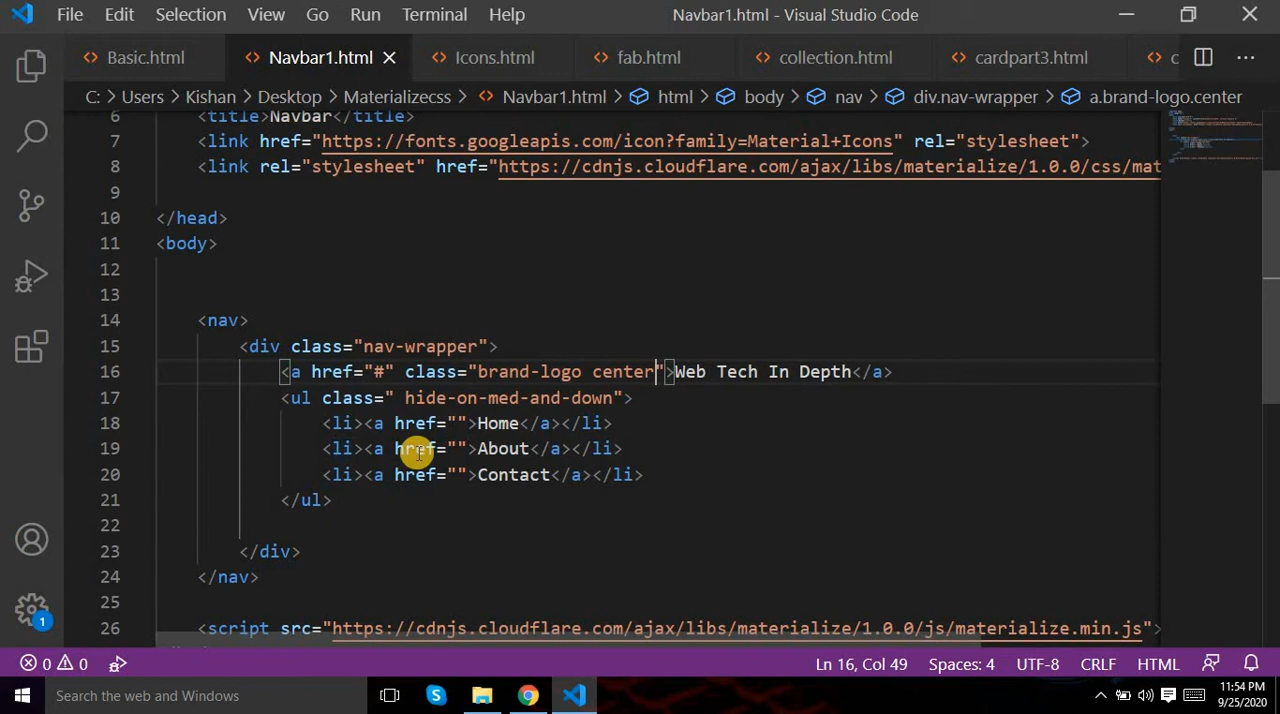 File Edit Selection View Go Run Terminal Help Navbar1.html - Visual Studio Code
Basic.html Navbar1.html Icons.html fab.html collection.html cardpart3.html c
C: > Users > Kishan > Desktop > Materializecss > Navbar1.html > html > body > nav > div.nav-wrapper > a.brand-logo.center
6 <title>Navbar</title>
7 <link href="https://fonts.googleapis.com/icon?family=Material+Icons" rel="stylesheet">
8 <link rel="stylesheet" href="https://cdnjs.cloudflare.com/ajax/libs/materialize/1.0.0/css/mat
9
10 </head>
11 <body>
12
13
14 <nav>
15 <div class="nav-wrapper">
16 <a href="#" class="brand-logo center">Web Tech In Depth</a>
17 <ul class=" hide-on-med-and-down">
18 <li><a href="">Home</a></li>
19 <li><a href="">About</a></li>
20 <li><a href="">Contact</a></li>
21 </ul>
22
23 </div>
24 </nav>
25
26 <script src="https://cdnjs.cloudflare.com/ajax/libs/materialize/1.0.0/js/materialize.min.js">
1 0 0 Ln 16, Col 49 Spaces: 4 UTF-8 CRLF HTML
Search the web and Windows 11:54 PM
9/25/2020